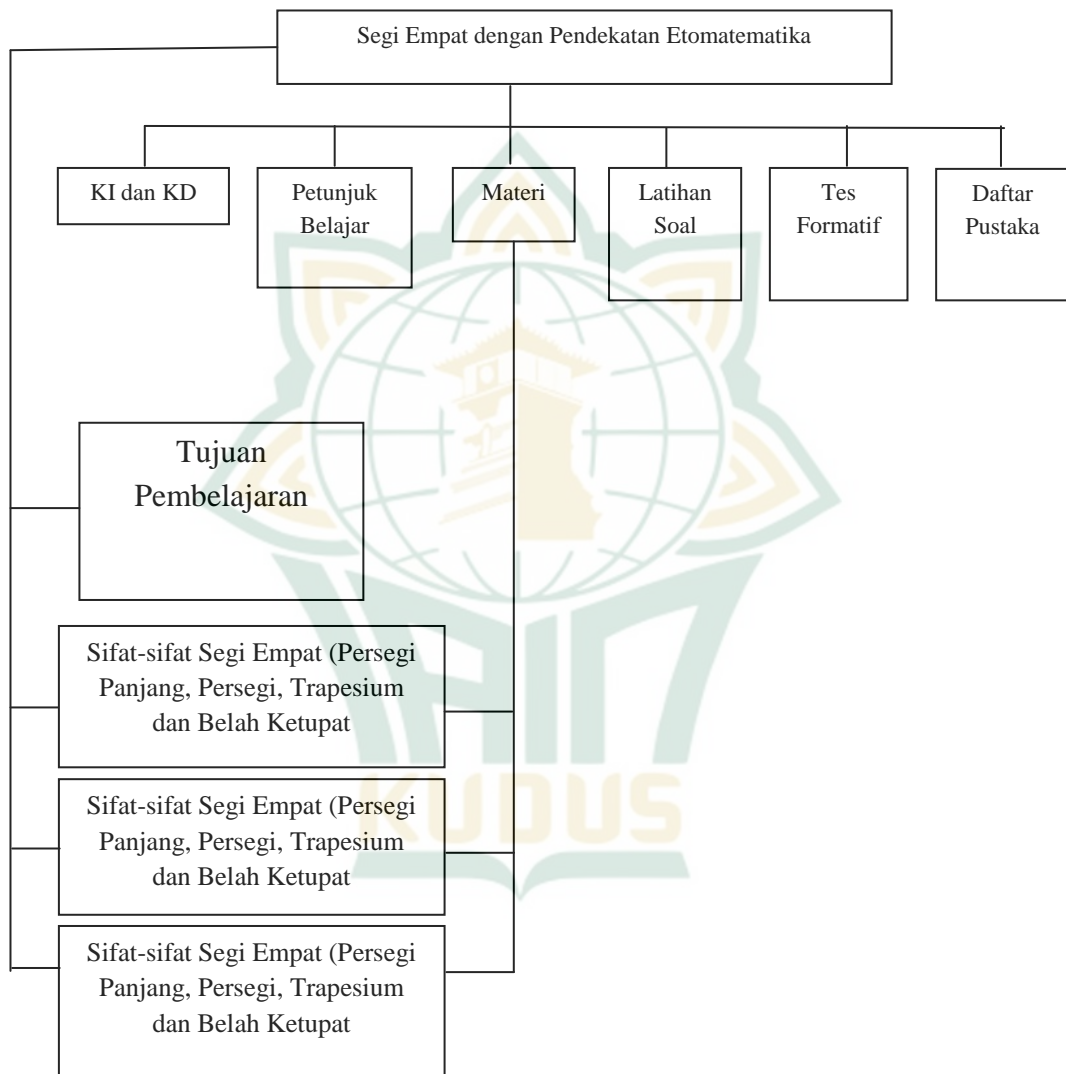 Segi Empat dengan Pendekatan Etomatematika
KI dan KD
Petunjuk
Belajar
Materi
Latihan
Soal
Tes
Formatif
Daftar
Pustaka
Tujuan
Pembelajaran
Sifat-sifat Segi Empat (Persegi
Panjang, Persegi, Trapesium
dan Belah Ketupat
Sifat-sifat Segi Empat (Persegi
Panjang, Persegi, Trapesium
dan Belah Ketupat
Sifat-sifat Segi Empat (Persegi
Panjang, Persegi, Trapesium
dan Belah Ketupat
IAIN
KUDUS